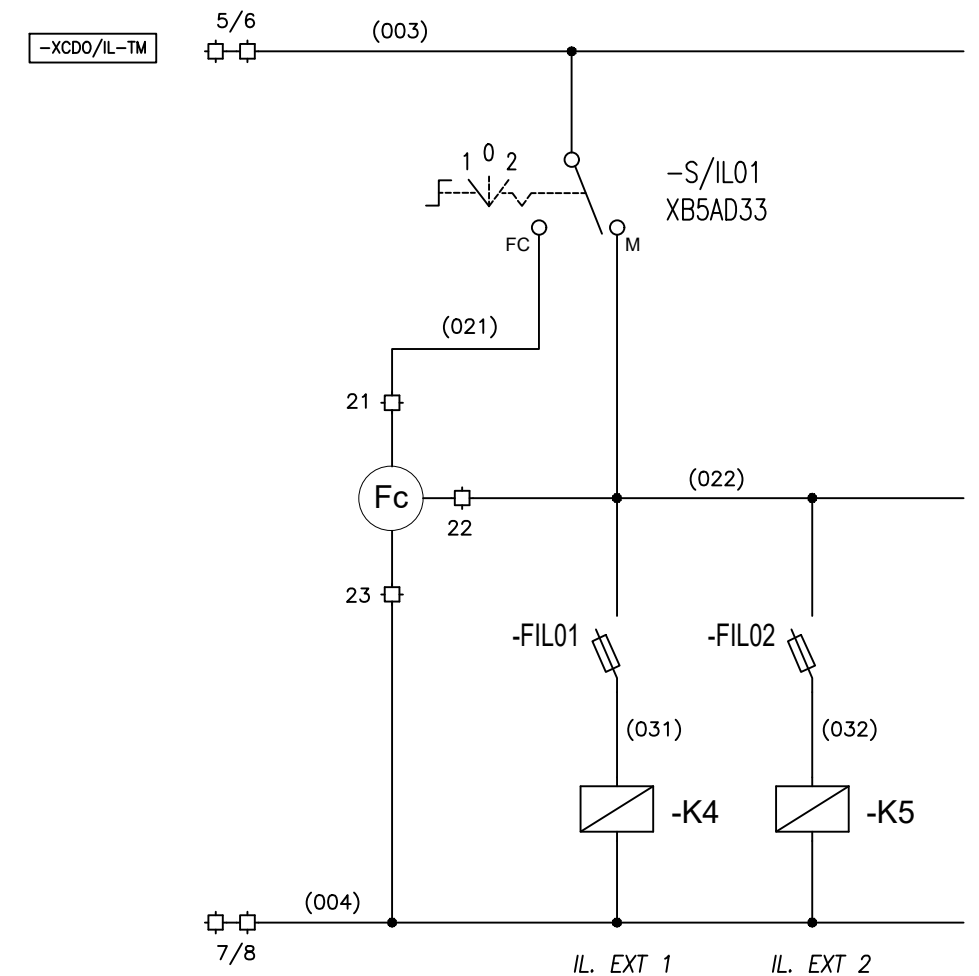 5/6
(003)
-XCDO/IL-TM
1 0 2
-S/IL01
XB5AD33
FC
M
(021)
21
Fc
22
(022)
23
-FIL01
-FIL02
(031)
(032)
-K4
-K5
(004)
7/8
IL. EXT 1
IL. EXT 2